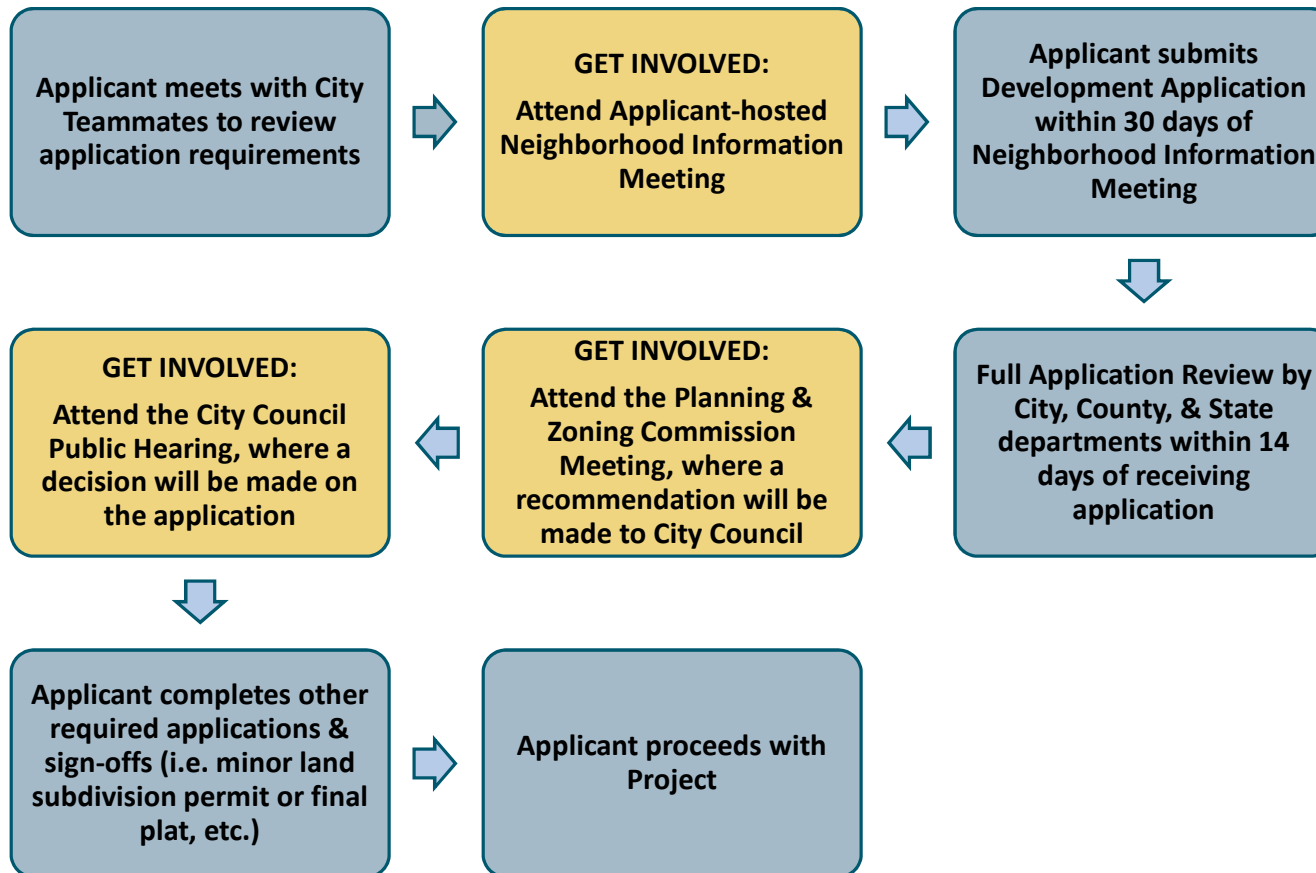 Applicant meets with City
Teammates to review
application requirements
GET INVOLVED:
Attend Applicant-hosted
Neighborhood Information
Meeting
Applicant submits
Development Application
within 30 days of
Neighborhood Information
Meeting
Full Application Review by
City, County, & State
departments within 14
days of receiving
application
GET INVOLVED:
Attend the Planning &
Zoning Commission
Meeting, where a
recommendation will be
made to City Council
GET INVOLVED:
Attend the City Council
Public Hearing, where a
decision will be made on
the application
Applicant completes other
required applications &
sign-offs (i.e. minor land
subdivision permit or final
plat, etc.)
Applicant proceeds with
Project